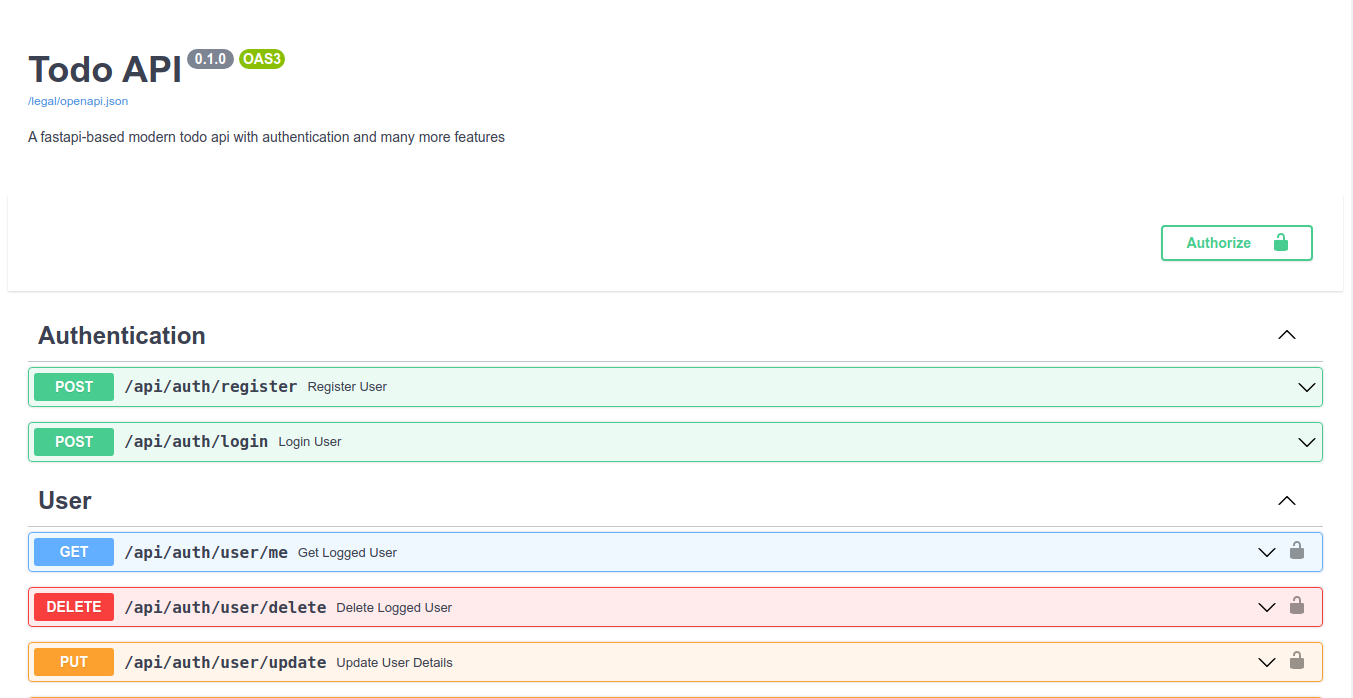 Todo API 0.1.0 OAS3
/legal/openapi.json
A fastapi-based modern todo api with authentication and many more features
Authorize
Authentication
POST /api/auth/register Register User
POST /api/auth/login Login User
User
GET /api/auth/user/me Get Logged User
DELETE /api/auth/user/delete Delete Logged User
PUT /api/auth/user/update Update User Details